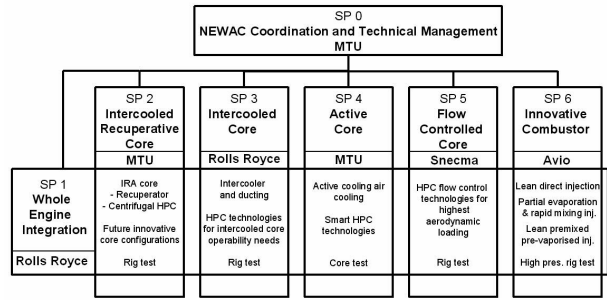 SP 0
NEWAC Coordination and Technical Management
MTU
SP 2
Intercooled
Recuperative
Core
MTU
IRA core
- Recuperator
- Centrifugal HPC
Future innovative
core configurations
Rig test
SP 3
Intercooled
Core
Rolls Royce
Intercooler
and ducting
HPC technologies
for intercooled core
operability needs
Rig test
SP 4
Active
Core
MTU
Active cooling air
cooling
Smart HPC
technologies
Core test
SP 5
Flow
Controlled
Core
Snecma
HPC flow control
technologies for
highest
aerodynamic
loading
Rig test
SP 6
Innovative
Combustor
Avio
Lean direct injection
Partial evaporation
& rapid mixing inj.
Lean premixed
pre-vaporised inj.
High pres. rig test
SP 1
Whole
Engine
Integration
Rolls Royce